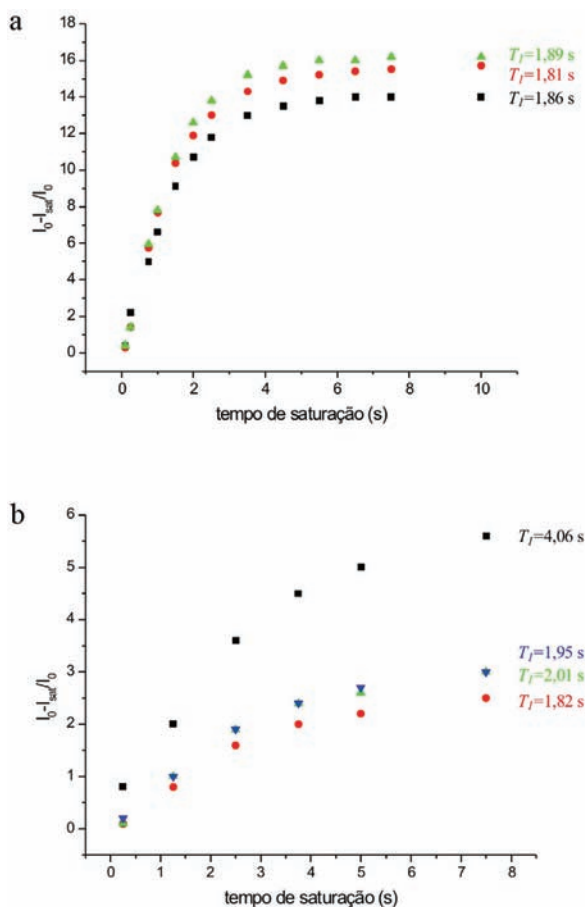 a
18
16
14
12
10
8
6
4
2
0
I₀-Iₛₐₜ/I₀
T₁=1,89 s
T₁=1,81 s
T₁=1,86 s
0 2 4 6 8 10
tempo de saturação (s)
b
6
5
4
3
2
1
0
I₀-Iₛₐₜ/I₀
T₁=4,06 s
T₁=1,95 s
T₁=2,01 s
T₁=1,82 s
0 1 2 3 4 5 6 7 8
tempo de saturação (s)